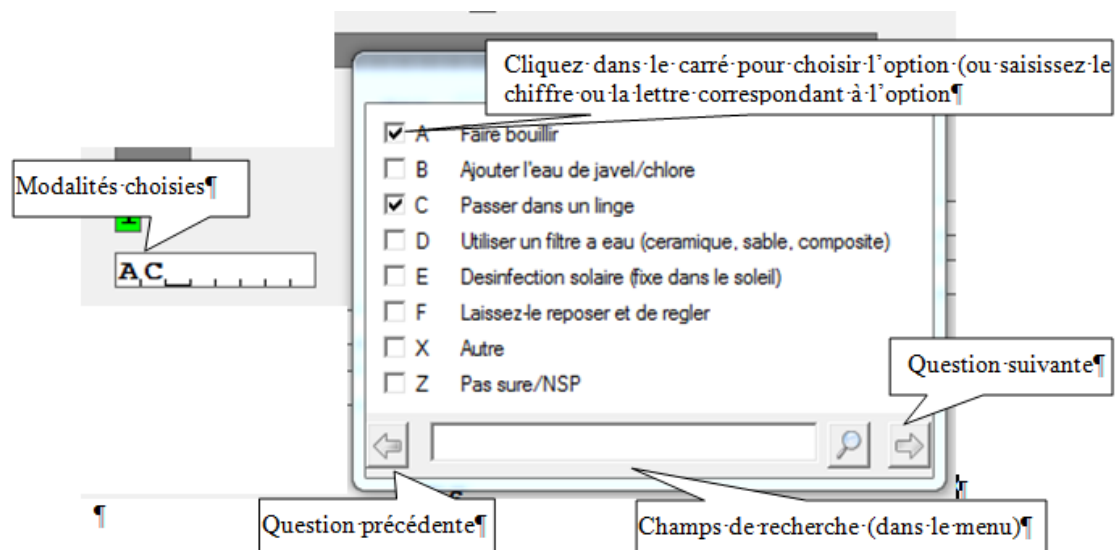 Cliquez dans le carré pour choisir l'option (ou saisissez le
chiffre ou la lettre correspondant à l'option¶
A Faire bouillir
B Ajouter l'eau de javel/chlore
Modalités choisies¶
C Passer dans un linge
D Utiliser un filtre a eau (ceramique, sable, composite)
A,C
E Desinfection solaire (fixe dans le soleil)
F Laissez-le reposer et de regler
X Autre
Question suivante¶
Z Pas sure/NSP
¶
¶
Question précédente¶
Champs de recherche (dans le menu)¶